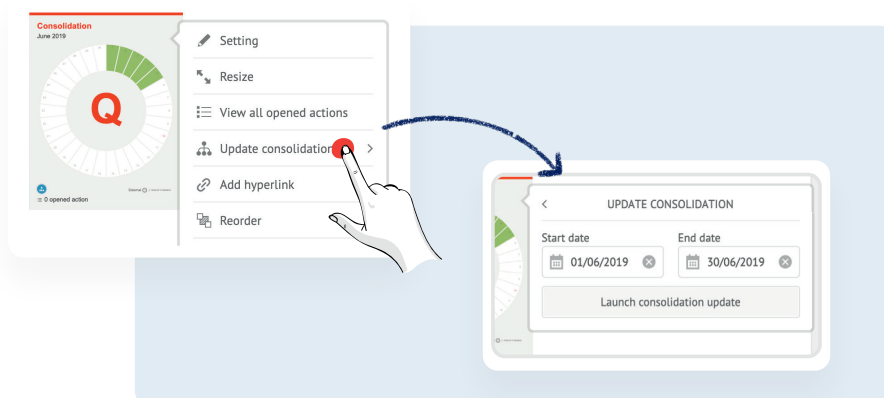 Consolidation
June 2019
Q
0 opened action
Setting
Resize
View all opened actions
Update consolidation
Add hyperlink
Reorder
UPDATE CONSOLIDATION
Start date
End date
01/06/2019
30/06/2019
Launch consolidation update